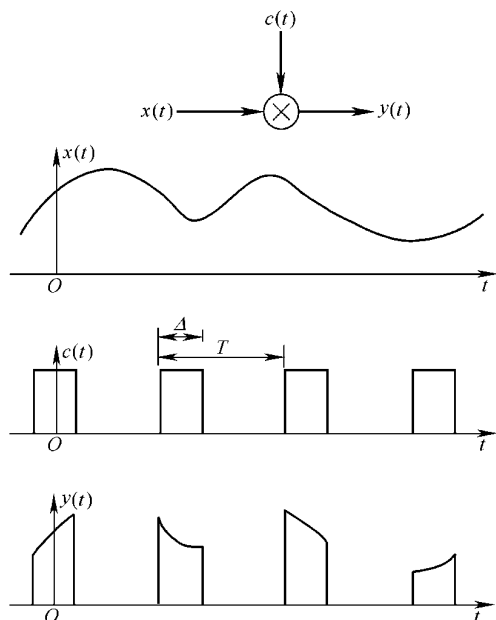 c(t)
x(t) y(t)
x(t)
O t
Δ
T
c(t)
O t
y(t)
O t